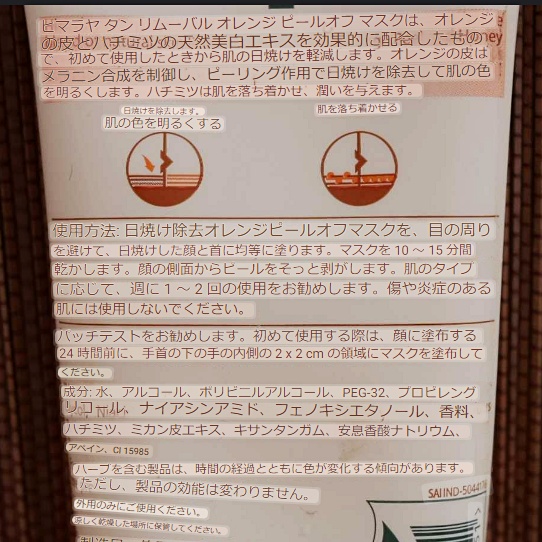 ヒマラヤ タン リムーバル オレンジ ピールオフ マスクは、オレンジ
の皮とハチミツの天然美白エキスを効果的に配合したもの
で、初めて使用したときから肌の日焼けを軽減します。オレンジの皮は
メラニン合成を制御し、ピーリング作用で日焼けを除去して肌の色
を明るくします。ハチミツは肌を落ち着かせ、潤いを与えます。
日焼けを除去します。
肌の色を明るくする
肌を落ち着かせる
使用方法: 日焼け除去オレンジピールオフマスクを、目の周り
を避けて、日焼けした顔と首に均等に塗ります。マスクを 10 〜 15 分間
乾かします。顔の側面からピールをそっと剥がします。肌のタイプ
に応じて、週に 1 〜 2 回の使用をお勧めします。傷や炎症のある
肌には使用しないでください。
パッチテストをお勧めします。初めて使用する際は、顔に塗布する
24 時間前に、手首の下の手の内側の 2 x 2 cm の領域にマスクを塗布して
ください。
成分: 水、アルコール、ポリビニルアルコール、PEG-32、プロピレング
リコール、ナイアシンアミド、フェノキシエタノール、香料、
ハチミツ、ミカン皮エキス、キサンタンガム、安息香酸ナトリウム、
アベイン、CI 15985
ハーブを含む製品は、時間の経過とともに色が変化する傾向があります。
ただし、製品の効能は変わりません。
外用のみにご使用ください。
涼しく乾燥した場所に保管してください。